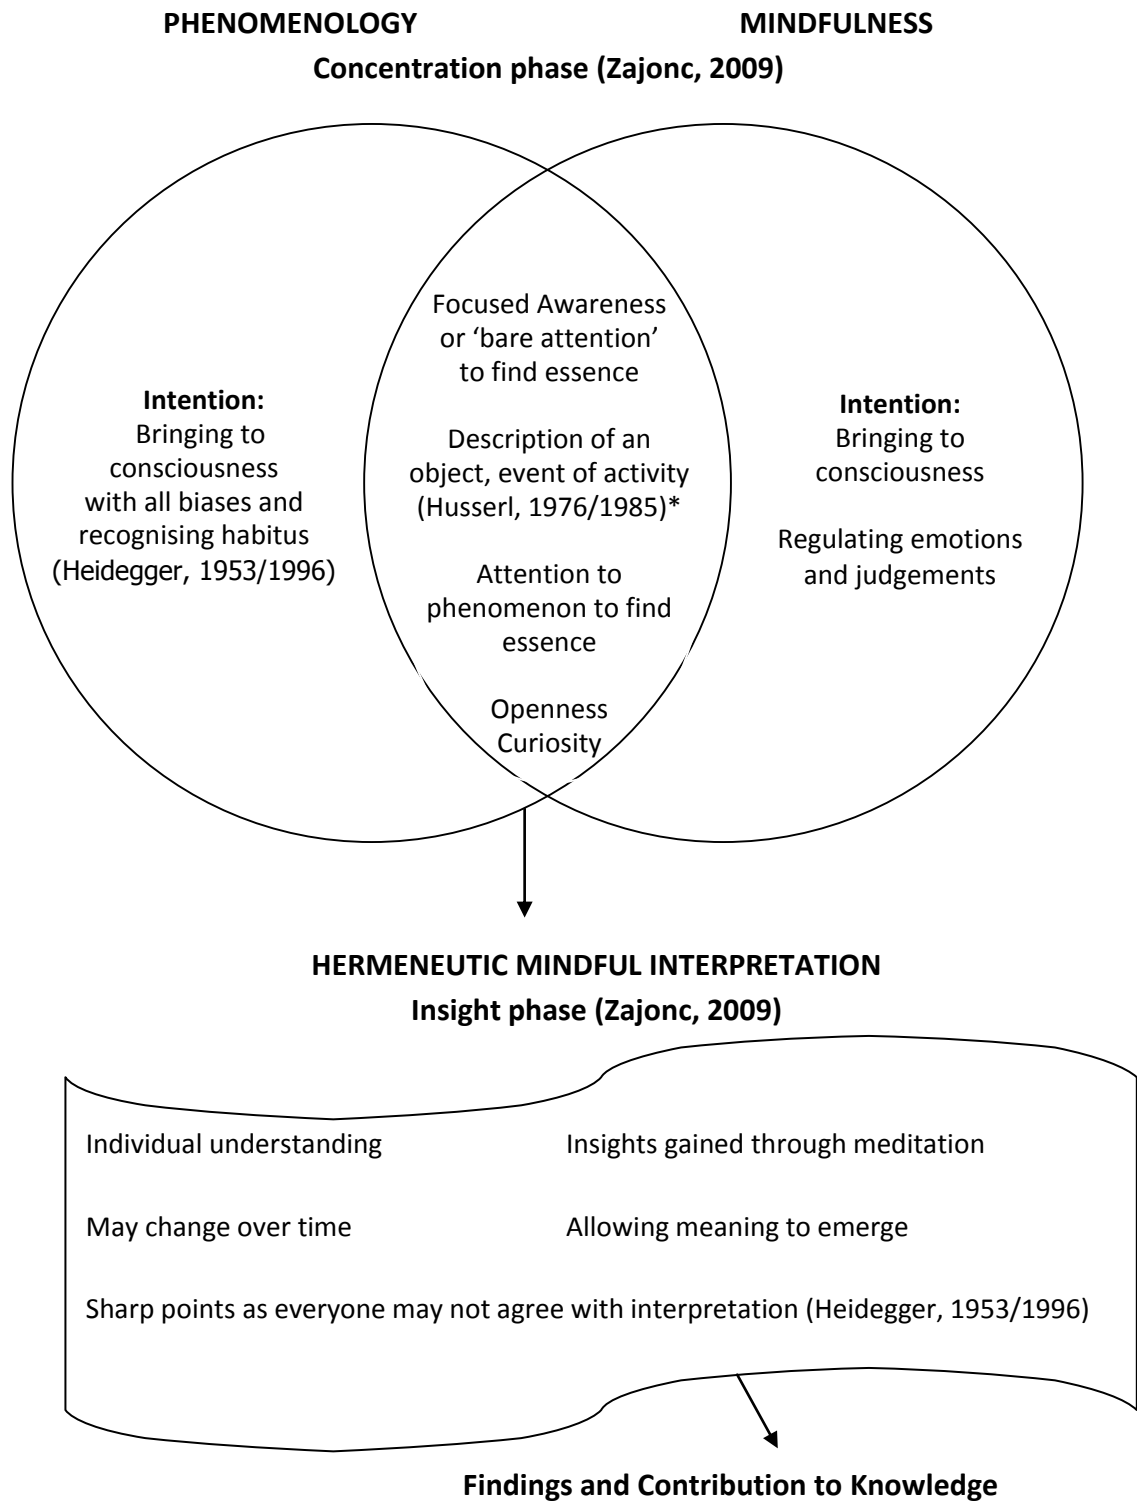 PHENOMENOLOGY
MINDFULNESS
Concentration phase (Zajonc, 2009)
Intention:
Bringing to
consciousness
with all biases and
recognising habitus
(Heidegger, 1953/1996)
Focused Awareness
or ‘bare attention’
to find essence
Description of an
object, event of activity
(Husserl, 1976/1985)*
Attention to
phenomenon to find
essence
Openness
Curiosity
Intention:
Bringing to
consciousness
Regulating emotions
and judgements
HERMENEUTIC MINDFUL INTERPRETATION
Insight phase (Zajonc, 2009)
Individual understanding
Insights gained through meditation
May change over time
Allowing meaning to emerge
Sharp points as everyone may not agree with interpretation (Heidegger, 1953/1996)
Findings and Contribution to Knowledge